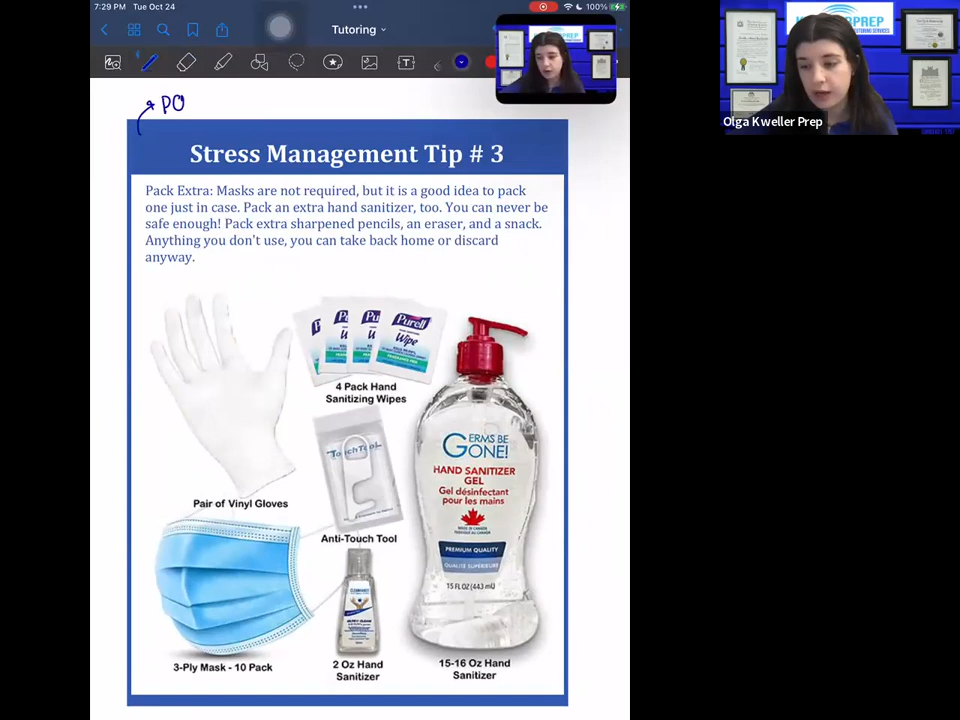 7:29 PM Tue Oct 24
100%
Tutoring
PO
Stress Management Tip # 3
Pack Extra: Masks are not required, but it is a good idea to pack
one just in case. Pack an extra hand sanitizer, too. You can never be
safe enough! Pack extra sharpened pencils, an eraser, and a snack.
Anything you don't use, you can take back home or discard
anyway.
Purell
Wipe
4 Pack Hand
Sanitizing Wipes
TouchTool
Pair of Vinyl Gloves
Anti-Touch Tool
GERMS BE
GONE!
HAND SANITIZER
GEL
Gel désinfectant
pour les mains
PREMIUM QUALITY
QUALITÉ SUPÉRIEURE
15 FL OZ (443 ml)
3-Ply Mask - 10 Pack
2 Oz Hand
Sanitizer
15-16 Oz Hand
Sanitizer
Olga Kweller Prep